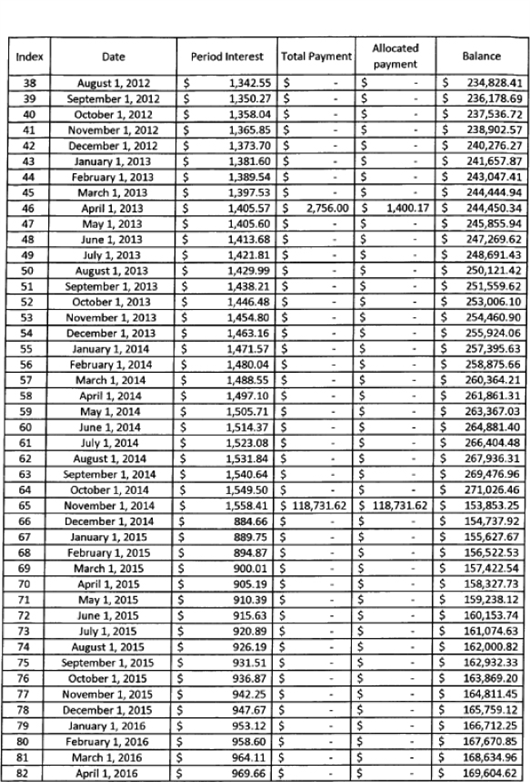 Index Date Period Interest Total Payment Allocated payment Balance
38 August 1, 2012 $ 1,342.55 $ - $ - $ 234,828.41
39 September 1, 2012 $ 1,350.27 $ - $ - $ 236,178.69
40 October 1, 2012 $ 1,358.04 $ - $ - $ 237,536.72
41 November 1, 2012 $ 1,365.85 $ - $ - $ 238,902.57
42 December 1, 2012 $ 1,373.70 $ - $ - $ 240,276.27
43 January 1, 2013 $ 1,381.60 $ - $ - $ 241,657.87
44 February 1, 2013 $ 1,389.54 $ - $ - $ 243,047.41
45 March 1, 2013 $ 1,397.53 $ - $ - $ 244,444.94
46 April 1, 2013 $ 1,405.57 $ 2,756.00 $ 1,400.17 $ 244,450.34
47 May 1, 2013 $ 1,405.60 $ - $ - $ 245,855.94
48 June 1, 2013 $ 1,413.68 $ - $ - $ 247,269.62
49 July 1, 2013 $ 1,421.81 $ - $ - $ 248,691.43
50 August 1, 2013 $ 1,429.99 $ - $ - $ 250,121.42
51 September 1, 2013 $ 1,438.21 $ - $ - $ 251,559.62
52 October 1, 2013 $ 1,446.48 $ - $ - $ 253,006.10
53 November 1, 2013 $ 1,454.80 $ - $ - $ 254,460.90
54 December 1, 2013 $ 1,463.16 $ - $ - $ 255,924.06
55 January 1, 2014 $ 1,471.57 $ - $ - $ 257,395.63
56 February 1, 2014 $ 1,480.04 $ - $ - $ 258,875.66
57 March 1, 2014 $ 1,488.55 $ - $ - $ 260,364.21
58 April 1, 2014 $ 1,497.10 $ - $ - $ 261,861.31
59 May 1, 2014 $ 1,505.71 $ - $ - $ 263,367.03
60 June 1, 2014 $ 1,514.37 $ - $ - $ 264,881.40
61 July 1, 2014 $ 1,523.08 $ - $ - $ 266,404.48
62 August 1, 2014 $ 1,531.84 $ - $ - $ 267,936.31
63 September 1, 2014 $ 1,540.64 $ - $ - $ 269,476.96
64 October 1, 2014 $ 1,549.50 $ - $ - $ 271,026.46
65 November 1, 2014 $ 1,558.41 $ 118,731.62 $ 118,731.62 $ 153,853.25
66 December 1, 2014 $ 884.66 $ - $ - $ 154,737.92
67 January 1, 2015 $ 889.75 $ - $ - $ 155,627.67
68 February 1, 2015 $ 894.87 $ - $ - $ 156,522.53
69 March 1, 2015 $ 900.01 $ - $ - $ 157,422.54
70 April 1, 2015 $ 905.19 $ - $ - $ 158,327.73
71 May 1, 2015 $ 910.39 $ - $ - $ 159,238.12
72 June 1, 2015 $ 915.63 $ - $ - $ 160,153.74
73 July 1, 2015 $ 920.89 $ - $ - $ 161,074.63
74 August 1, 2015 $ 926.19 $ - $ - $ 162,000.82
75 September 1, 2015 $ 931.51 $ - $ - $ 162,932.33
76 October 1, 2015 $ 936.87 $ - $ - $ 163,869.20
77 November 1, 2015 $ 942.25 $ - $ - $ 164,811.45
78 December 1, 2015 $ 947.67 $ - $ - $ 165,759.12
79 January 1, 2016 $ 953.12 $ - $ - $ 166,712.25
80 February 1, 2016 $ 958.60 $ - $ - $ 167,670.85
81 March 1, 2016 $ 964.11 $ - $ - $ 168,634.96
82 April 1, 2016 $ 969.66 $ - $ - $ 169,604.62